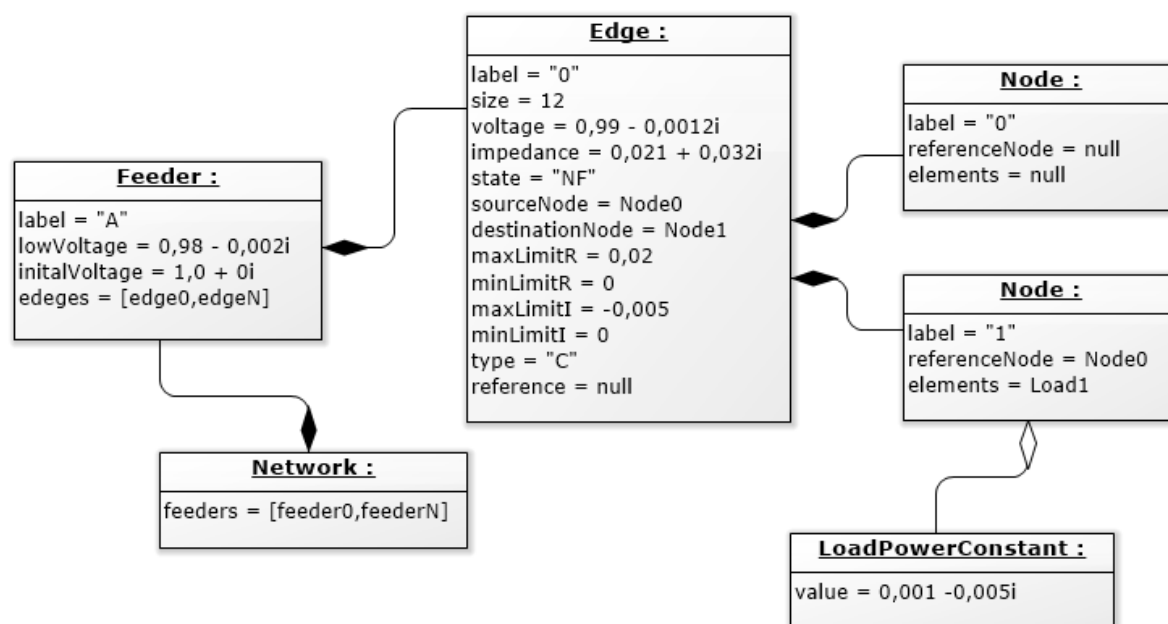 Edge :
label = "0"
size = 12
voltage = 0,99 - 0,0012i
impedance = 0,021 + 0,032i
state = "NF"
sourceNode = Node0
destinationNode = Node1
maxLimitR = 0,02
minLimitR = 0
maxLimitI = -0,005
minLimitI = 0
type = "C"
reference = null
Node :
label = "0"
referenceNode = null
elements = null
Feeder :
label = "A"
lowVoltage = 0,98 - 0,002i
initalVoltage = 1,0 + 0i
edeges = [edge0,edgeN]
Node :
label = "1"
referenceNode = Node0
elements = Load1
Network :
feeders = [feeder0,feederN]
LoadPowerConstant :
value = 0,001 -0,005i